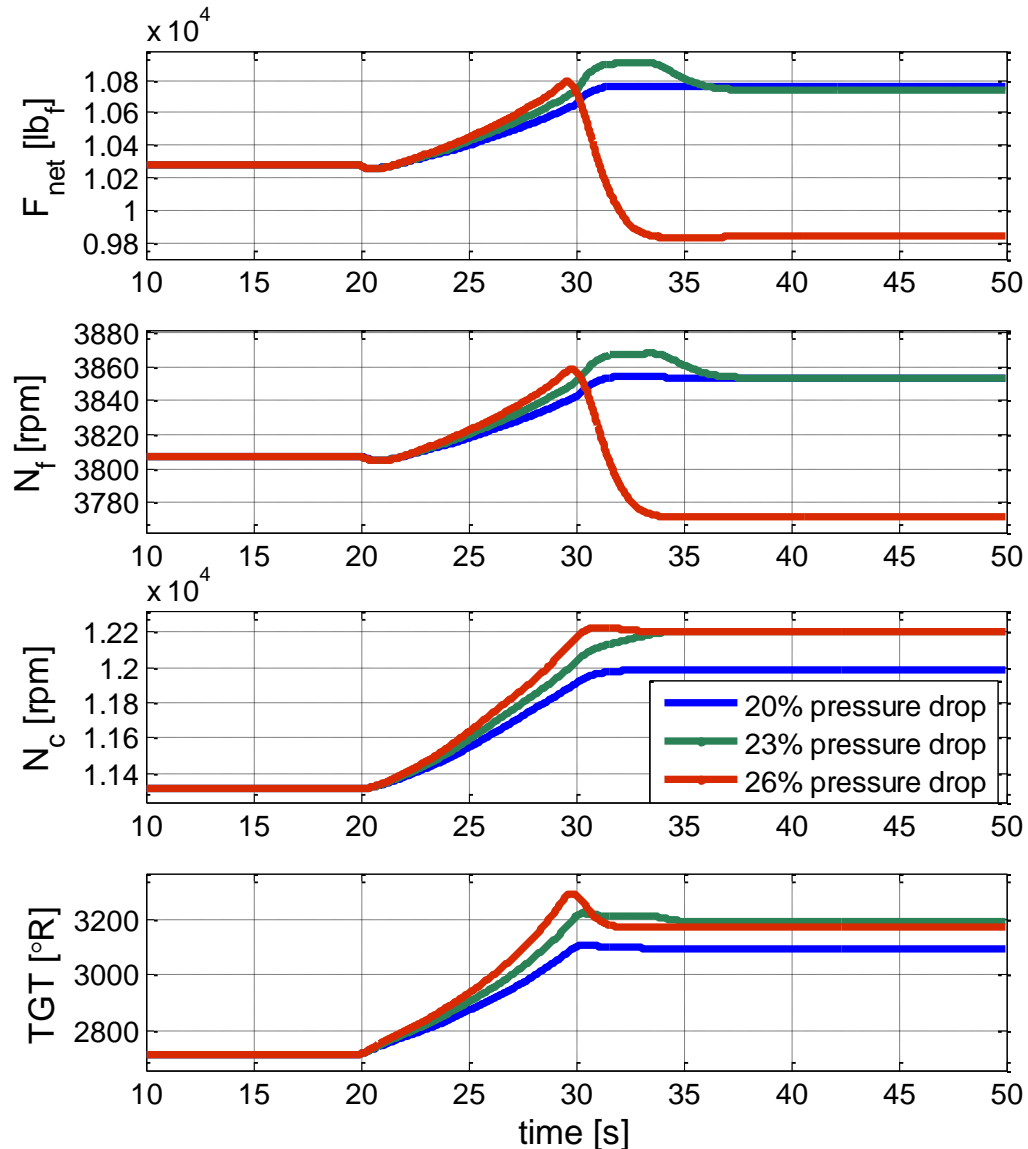 x 10^4
F_net [lb_f]
1.08
1.06
1.04
1.02
1
0.98
10 15 20 25 30 35 40 45 50
N_f [rpm]
3880
3860
3840
3820
3800
3780
10 15 20 25 30 35 40 45 50
x 10^4
N_c [rpm]
1.22
1.2
1.18
1.16
1.14
20% pressure drop
23% pressure drop
26% pressure drop
10 15 20 25 30 35 40 45 50
TGT [°R]
3200
3000
2800
10 15 20 25 30 35 40 45 50
time [s]